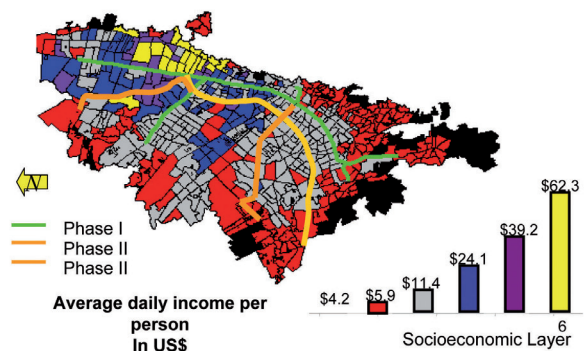 N
Phase I
Phase II
Phase II
Average daily income per
person
In US$
$4.2
$5.9
$11.4
$24.1
$39.2
$62.3
6
Socioeconomic Layer